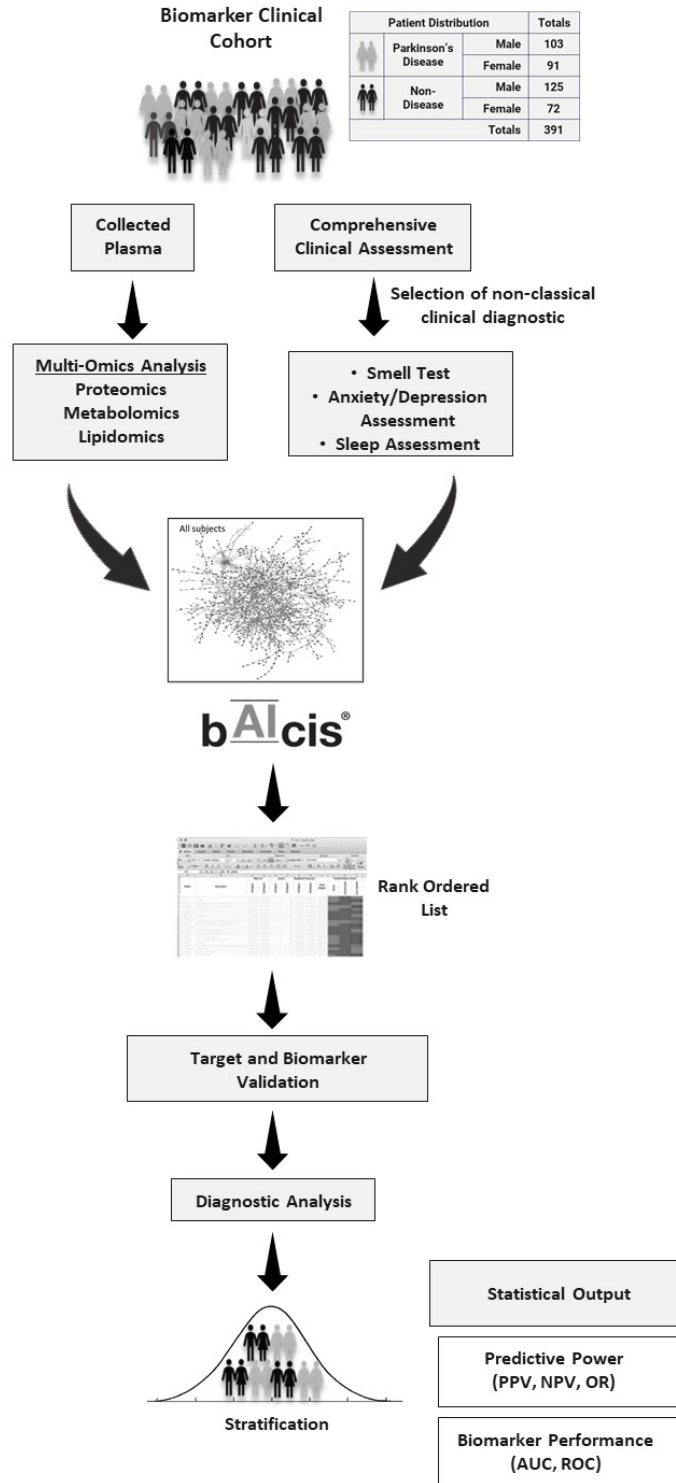 Biomarker Clinical
Cohort
Patient Distribution Totals
Parkinson's
Disease
Male 103
Female 91
Non-
Disease
Male 125
Female 72
Totals 391
Collected
Plasma
Comprehensive
Clinical Assessment
Selection of non-classical
clinical diagnostic
Multi-Omics Analysis
Proteomics
Metabolomics
Lipidomics
• Smell Test
• Anxiety/Depression
Assessment
• Sleep Assessment
All subjects
bAIcis®
Rank Ordered
List
Target and Biomarker
Validation
Diagnostic Analysis
Stratification
Statistical Output
Predictive Power
(PPV, NPV, OR)
Biomarker Performance
(AUC, ROC)